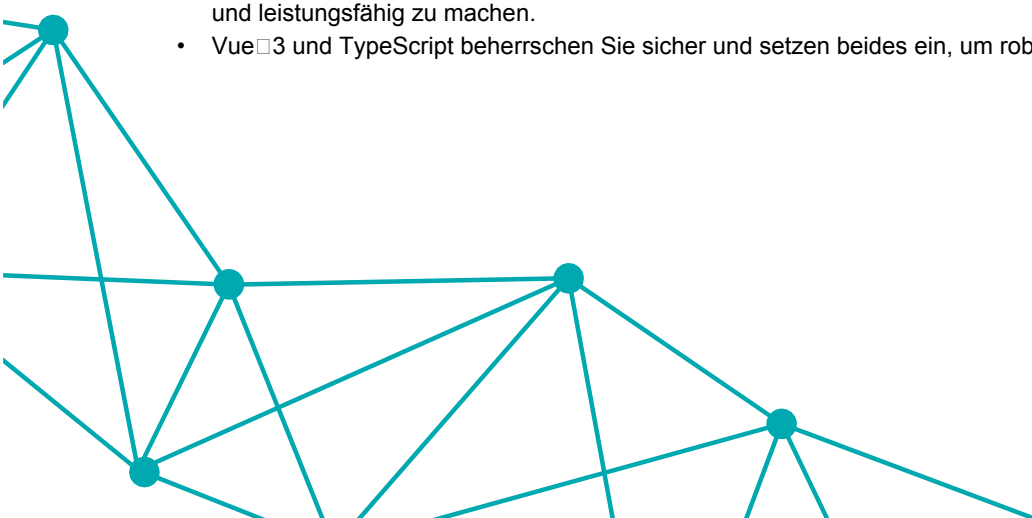 und leistungsfähig zu machen.
• Vue□3 und TypeScript beherrschen Sie sicher und setzen beides ein, um rob